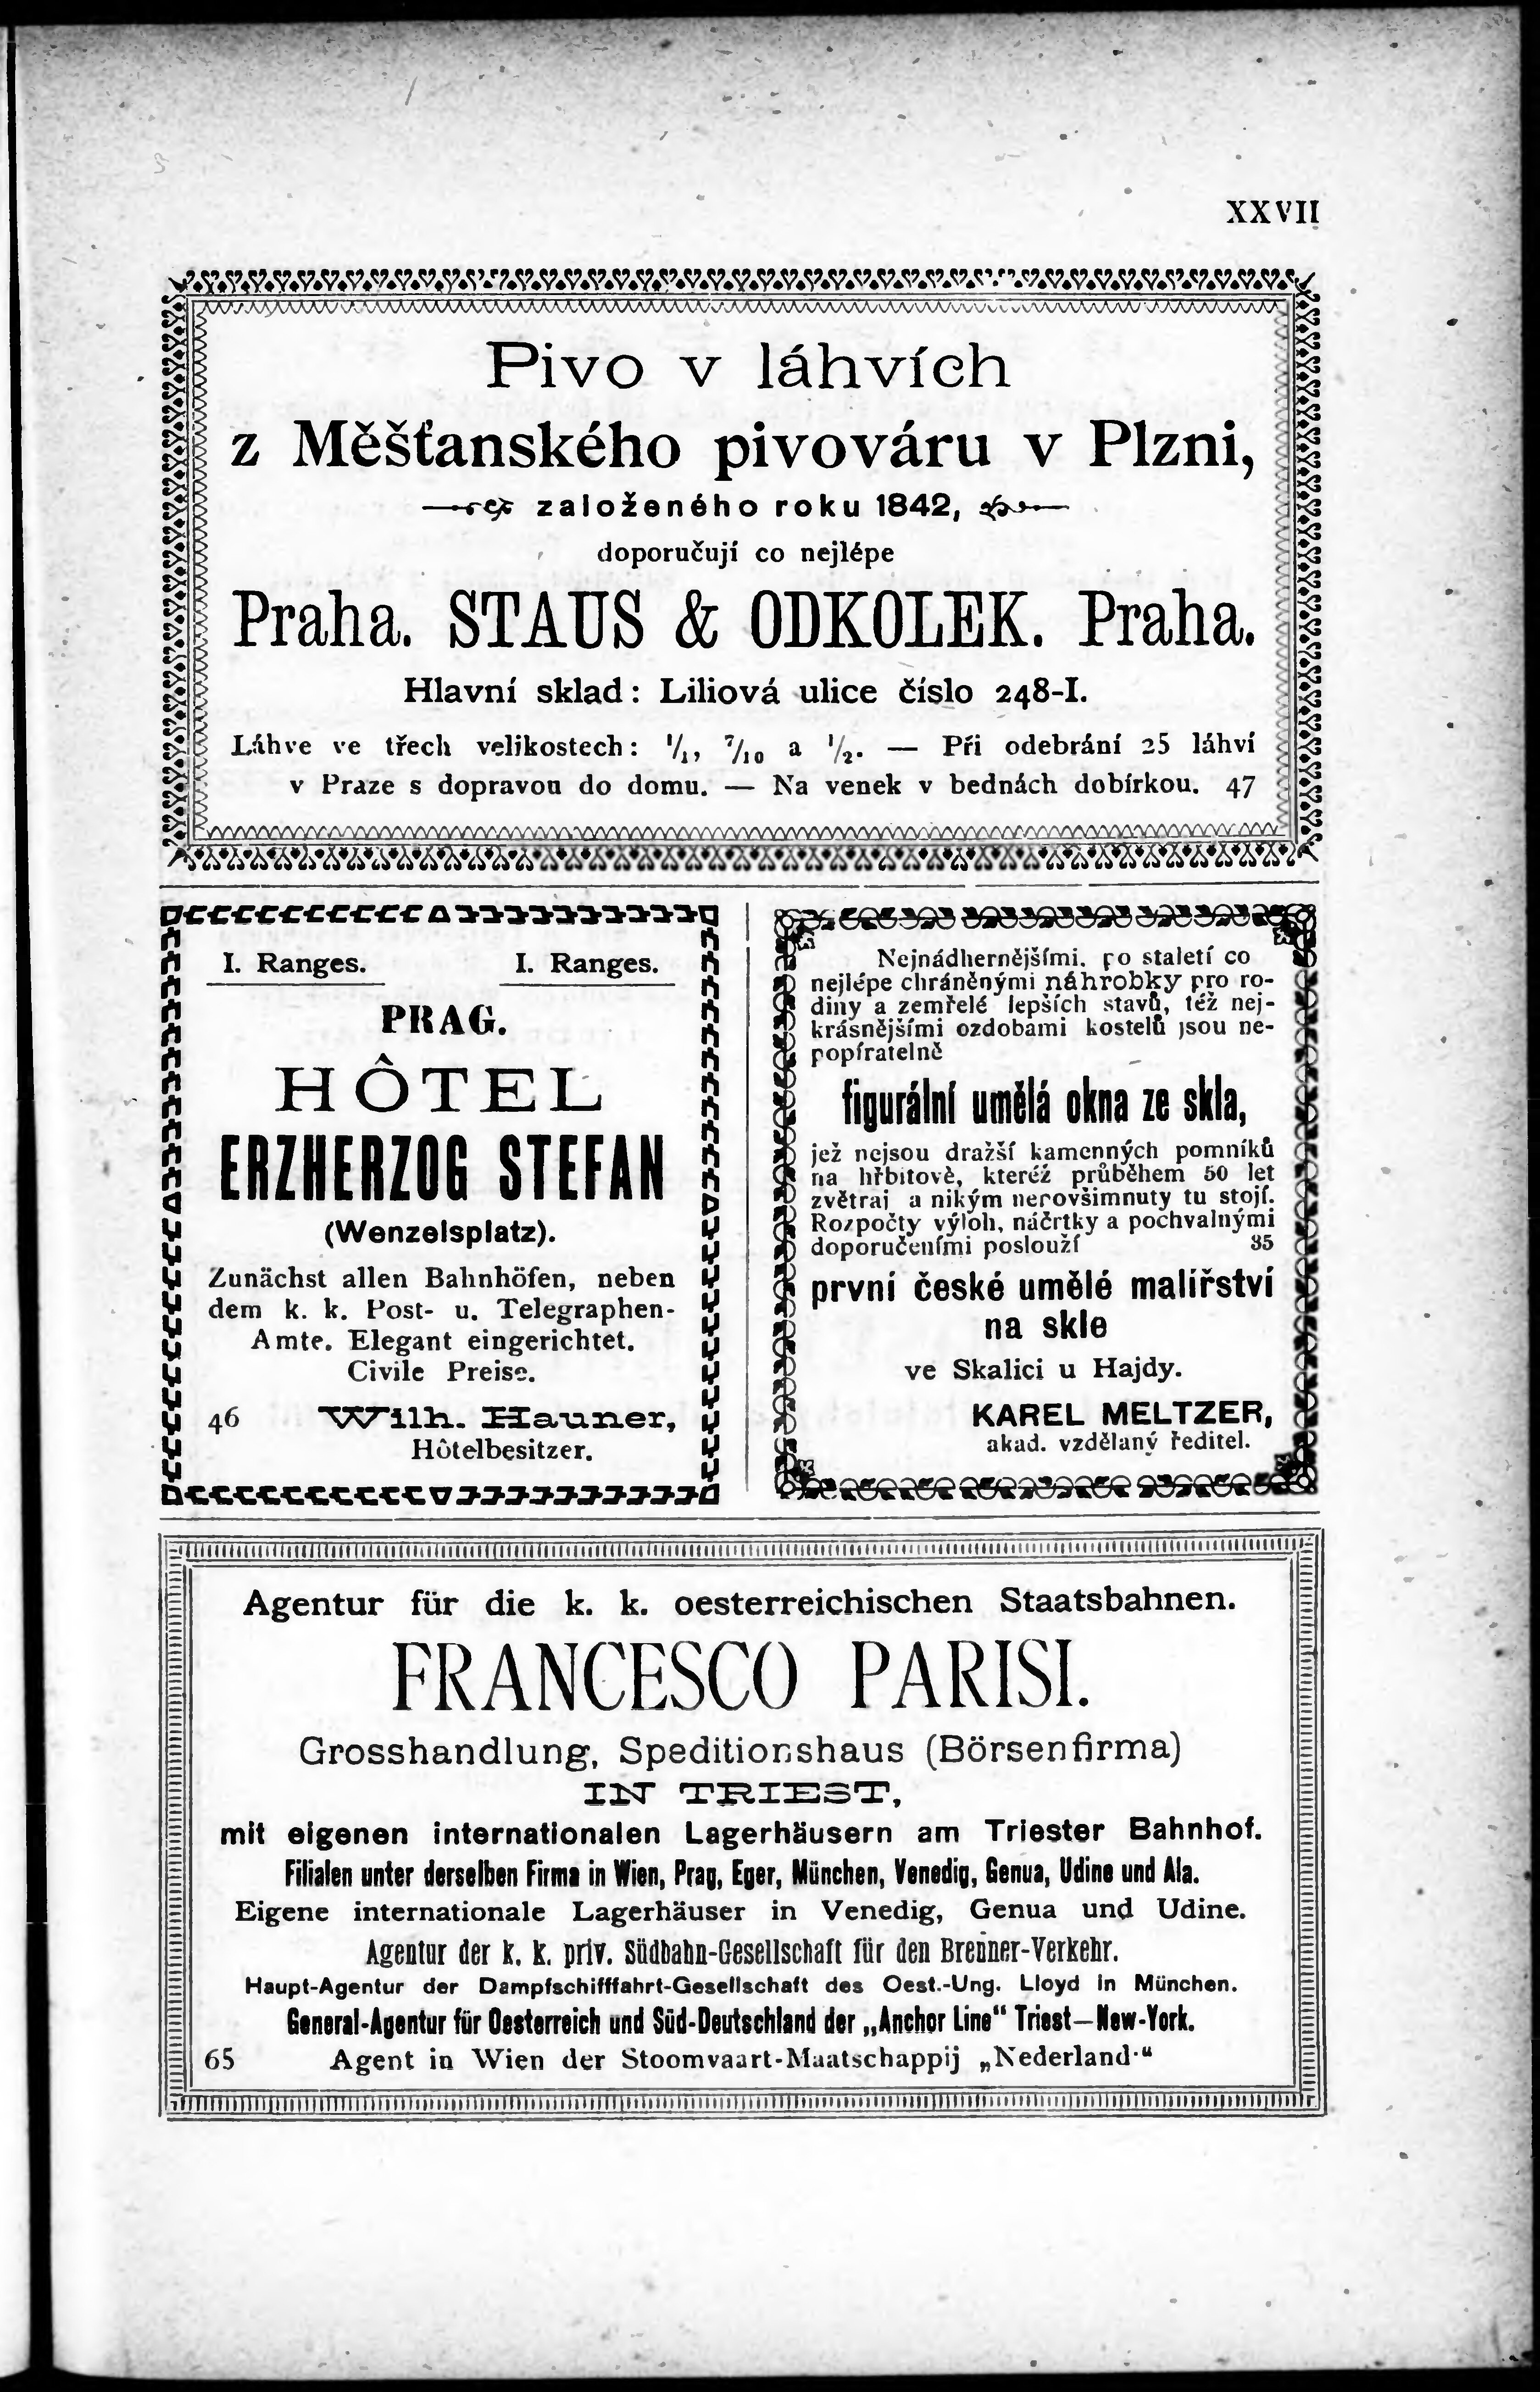 XXVII
Pivo v láhvích
z Měšťanského pivováru v Plzni,
založeného roku 1842,
doporučují co nejlépe
Praha. STAUS & ODKOLEK. Praha.
Hlavní sklad: Liliová ulice číslo 248-I.
Láhve ve třech velikostech: 1/1, 7/10 a 1/2. — Při odebrání 25 láhví
v Praze s dopravou do domu. — Na venek v bednách dobírkou. 47
I. Ranges. I. Ranges.
PRAG.
HÔTEL
ERZHERZOG STEFAN
(Wenzelsplatz).
Zunächst allen Bahnhöfen, neben
dem k. k. Post- u. Telegraphen-
Amte. Elegant eingerichtet.
Civile Preise.
46 Wilh. Hauner,
Hôtelbesitzer.
Nejnádhernějšími, po staletí co
nejlépe chráněnými náhrobky pro ro-
diny a zemřelé lepších stavů, též nej-
krásnějšími ozdobami kostelů jsou ne-
popíratelně
figurální umělá okna ze skla,
jež nejsou dražší kamenných pomníků
na hřbitově, kteréž průběhem 50 let
zvětraj a nikým nepovšimnuty tu stojí.
Rozpočty výloh, náčrtky a pochvalnými
doporučeními poslouží 35
první české umělé malířství
na skle
ve Skalici u Hajdy.
KAREL MELTZER,
akad. vzdělaný ředitel.
Agentur für die k. k. oesterreichischen Staatsbahnen.
FRANCESCO PARISI.
Grosshandlung, Speditionshaus (Börsenfirma)
IN TRIEST,
mit eigenen internationalen Lagerhäusern am Triester Bahnhof.
Filialen unter derselben Firma in Wien, Prag, Eger, München, Venedig, Genua, Udine und Ala.
Eigene internationale Lagerhäuser in Venedig, Genua und Udine.
Agentur der k. k. priv. Südbahn-Gesellschaft für den Brenner-Verkehr.
Haupt-Agentur der Dampfschifffahrt-Gesellschaft des Oest.-Ung. Lloyd in München.
General-Agentur für Oesterreich und Süd-Deutschland der „Anchor Line“ Triest—New-York.
65 Agent in Wien der Stoomvaart-Maatschappij „Nederland·“